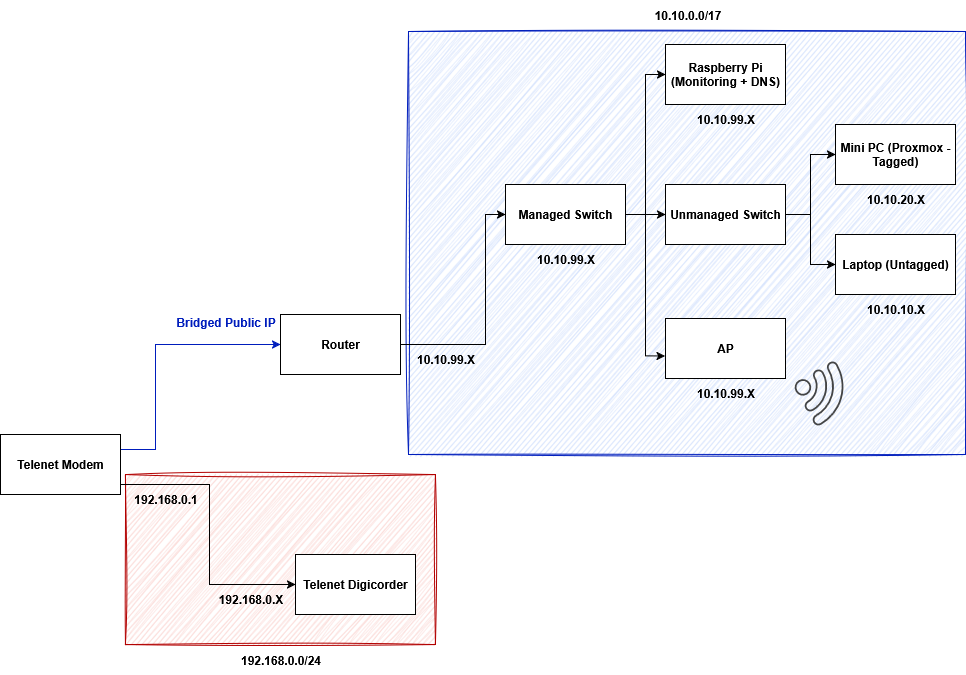 10.10.0.0/17
Raspberry Pi
(Monitoring + DNS)
10.10.99.X
Mini PC (Proxmox -
Tagged)
10.10.20.X
Managed Switch
10.10.99.X
Unmanaged Switch
Laptop (Untagged)
10.10.10.X
Bridged Public IP
Router
10.10.99.X
AP
10.10.99.X
Telenet Modem
192.168.0.1
Telenet Digicorder
192.168.0.X
192.168.0.0/24